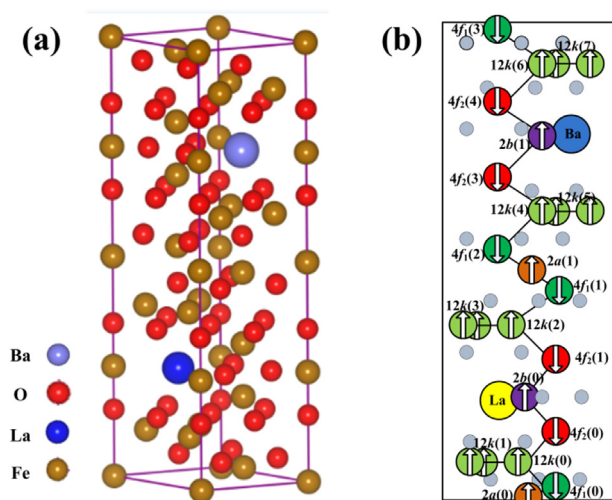 (a)
Ba
O
La
Fe
(b)
4f₁(3)
12k(7)
12k(6)
4f₂(4)
2b(1)
Ba
4f₂(3)
12k(5)
12k(4)
4f₁(2)
2a(1)
4f₁(1)
12k(3)
12k(2)
4f₂(1)
2b(0)
La
4f₂(0)
12k(1)
12k(0)
2a(0)
4f₁(0)